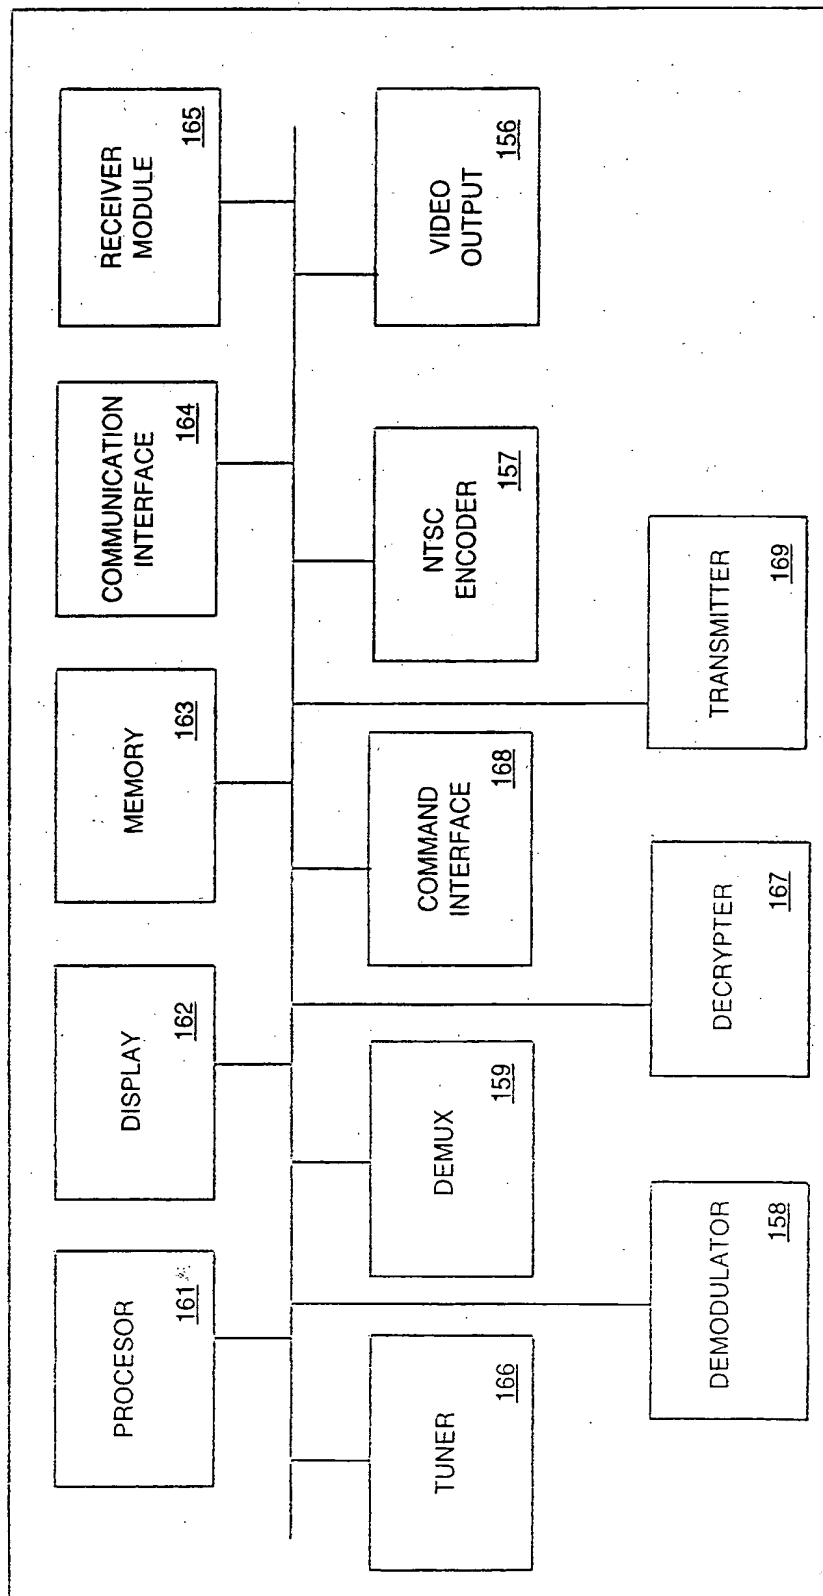 PROCESOR
161
DISPLAY
162
MEMORY
163
COMMUNICATION
INTERFACE
164
RECEIVER
MODULE
165
TUNER
166
DEMUX
159
COMMAND
INTERFACE
168
NTSC
ENCODER
157
VIDEO
OUTPUT
156
DEMODULATOR
158
DECRYPTER
167
TRANSMITTER
169